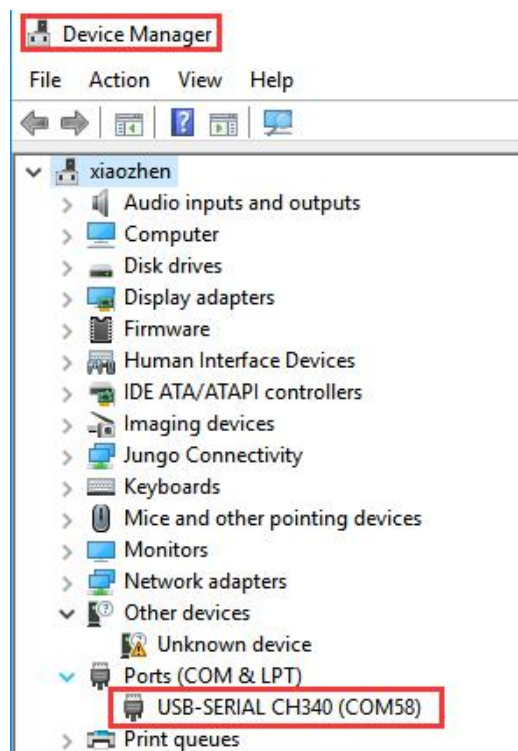 Device Manager
File Action View Help
xiaozhen
Audio inputs and outputs
Computer
Disk drives
Display adapters
Firmware
Human Interface Devices
IDE ATA/ATAPI controllers
Imaging devices
Jungo Connectivity
Keyboards
Mice and other pointing devices
Monitors
Network adapters
Other devices
Unknown device
Ports (COM & LPT)
USB-SERIAL CH340 (COM58)
Print queues